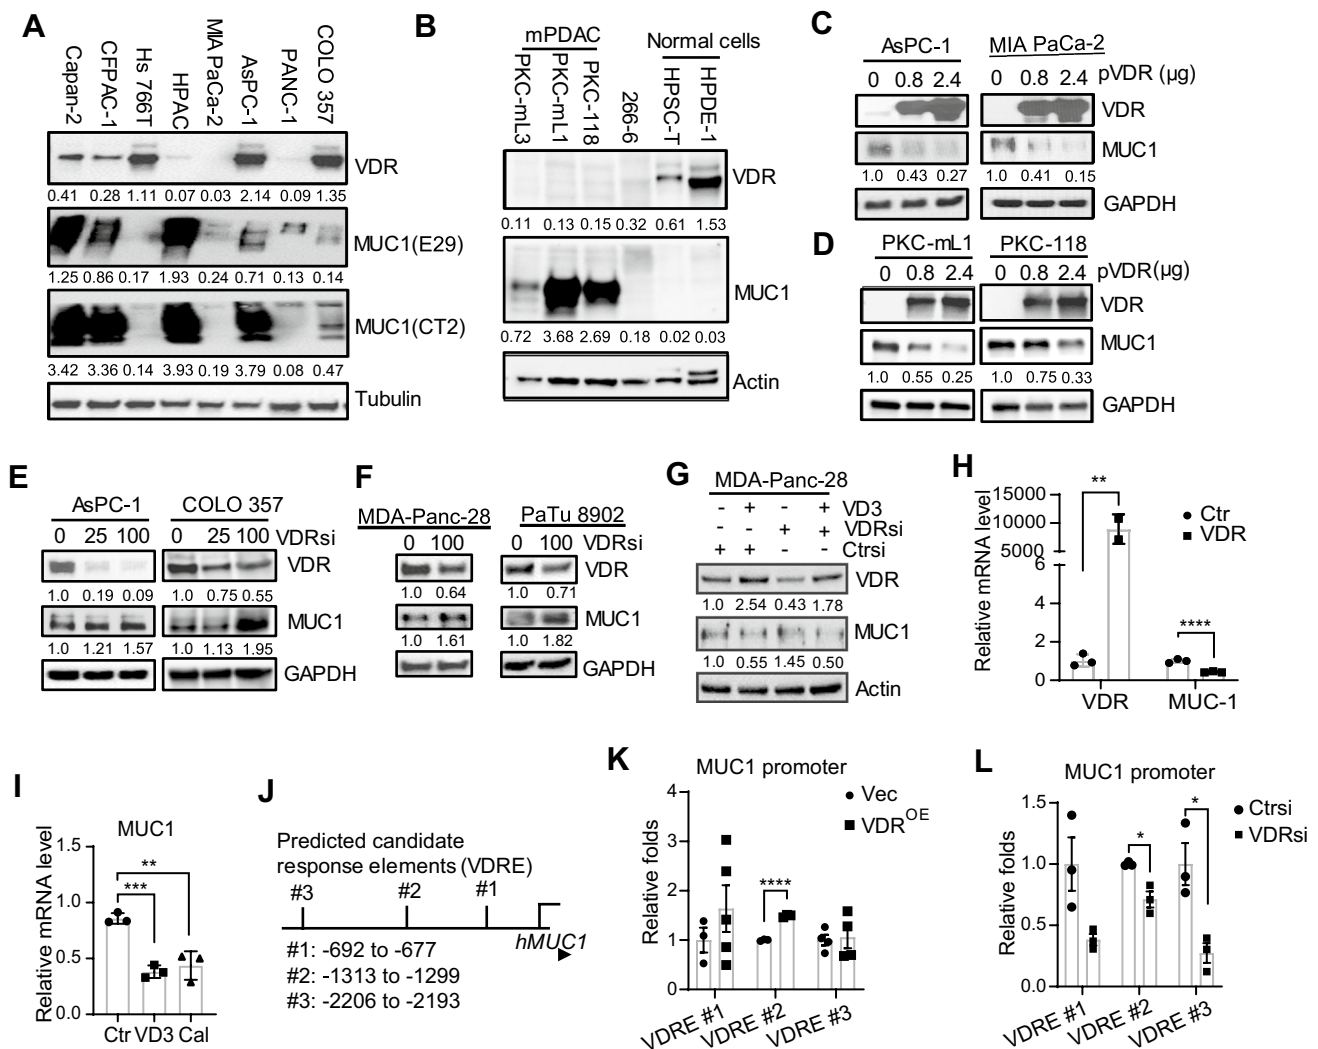 A
Capan-2
CFPAC-1
Hs 766T
HPAC
MIA PaCa-2
AsPC-1
PANC-1
COLO 357
VDR
0.41 0.28 1.11 0.07 0.03 2.14 0.09 1.35
MUC1(E29)
1.25 0.86 0.17 1.93 0.24 0.71 0.13 0.14
MUC1(CT2)
3.42 3.36 0.14 3.93 0.19 3.79 0.08 0.47
Tubulin
B
mPDAC
Normal cells
PKC-mL3
PKC-mL1
PKC-118
266-6
HPSC-T
HPDE-1
VDR
0.11 0.13 0.15 0.32 0.61 1.53
MUC1
0.72 3.68 2.69 0.18 0.02 0.03
Actin
C
AsPC-1 MIA PaCa-2
0 0.8 2.4 0 0.8 2.4 pVDR (µg)
VDR
MUC1
1.0 0.43 0.27 1.0 0.41 0.15
GAPDH
D
PKC-mL1 PKC-118
0 0.8 2.4 0 0.8 2.4 pVDR(µg)
VDR
MUC1
1.0 0.55 0.25 1.0 0.75 0.33
GAPDH
E
AsPC-1 COLO 357
0 25 100 0 25 100 VDRsi
VDR
1.0 0.19 0.09 1.0 0.75 0.55
MUC1
1.0 1.21 1.57 1.0 1.13 1.95
GAPDH
F
MDA-Panc-28 PaTu 8902
0 100 0 100 VDRsi
VDR
1.0 0.64 1.0 0.71
MUC1
1.0 1.61 1.0 1.82
GAPDH
G
MDA-Panc-28
- + - + VD3
- - + + VDRsi
+ + - - Ctrsi
VDR
1.0 2.54 0.43 1.78
MUC1
1.0 0.55 1.45 0.50
Actin
H
Relative mRNA level
15000
10000
5000
6
4
2
0
**
****
Ctr
VDR
VDR MUC-1
I
MUC1
Relative mRNA level
1.5
1.0
0.5
0.0
**
***
Ctr VD3 Cal
J
Predicted candidate
response elements (VDRE)
#3 #2 #1
hMUC1
#1: -692 to -677
#2: -1313 to -1299
#3: -2206 to -2193
K
MUC1 promoter
Vec
VDR^OE
Relative folds
4
3
2
1
0
****
VDRE #1 VDRE #2 VDRE #3
L
MUC1 promoter
Ctrsi
VDRsi
Relative folds
1.5
1.0
0.5
0.0
*
*
VDRE #1 VDRE #2 VDRE #3